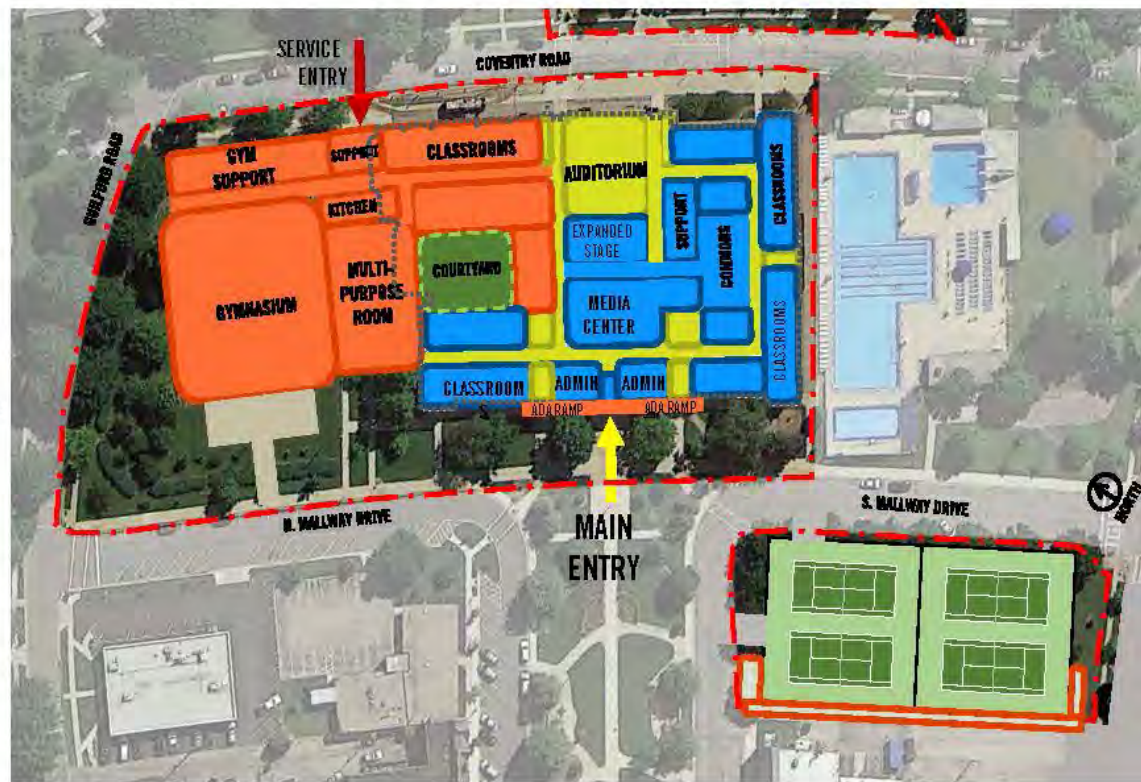 SERVICE
ENTRY
COVENTRY ROAD
GUILFORD ROAD
GYM
SUPPORT
SUPPORT
CLASSROOMS
AUDITORIUM
CLASSROOMS
KITCHEN
SUPPORT
EXPANDED
STAGE
COURTYARD
MULTI-
PURPOSE
ROOM
GYMNASIUM
MEDIA
CENTER
CLASSROOMS
CLASSROOM
ADMIN
ADMIN
ADA RAMP
ADA RAMP
N. MALLWAY DRIVE
S. MALLWAY DRIVE
NORTH
MAIN
ENTRY